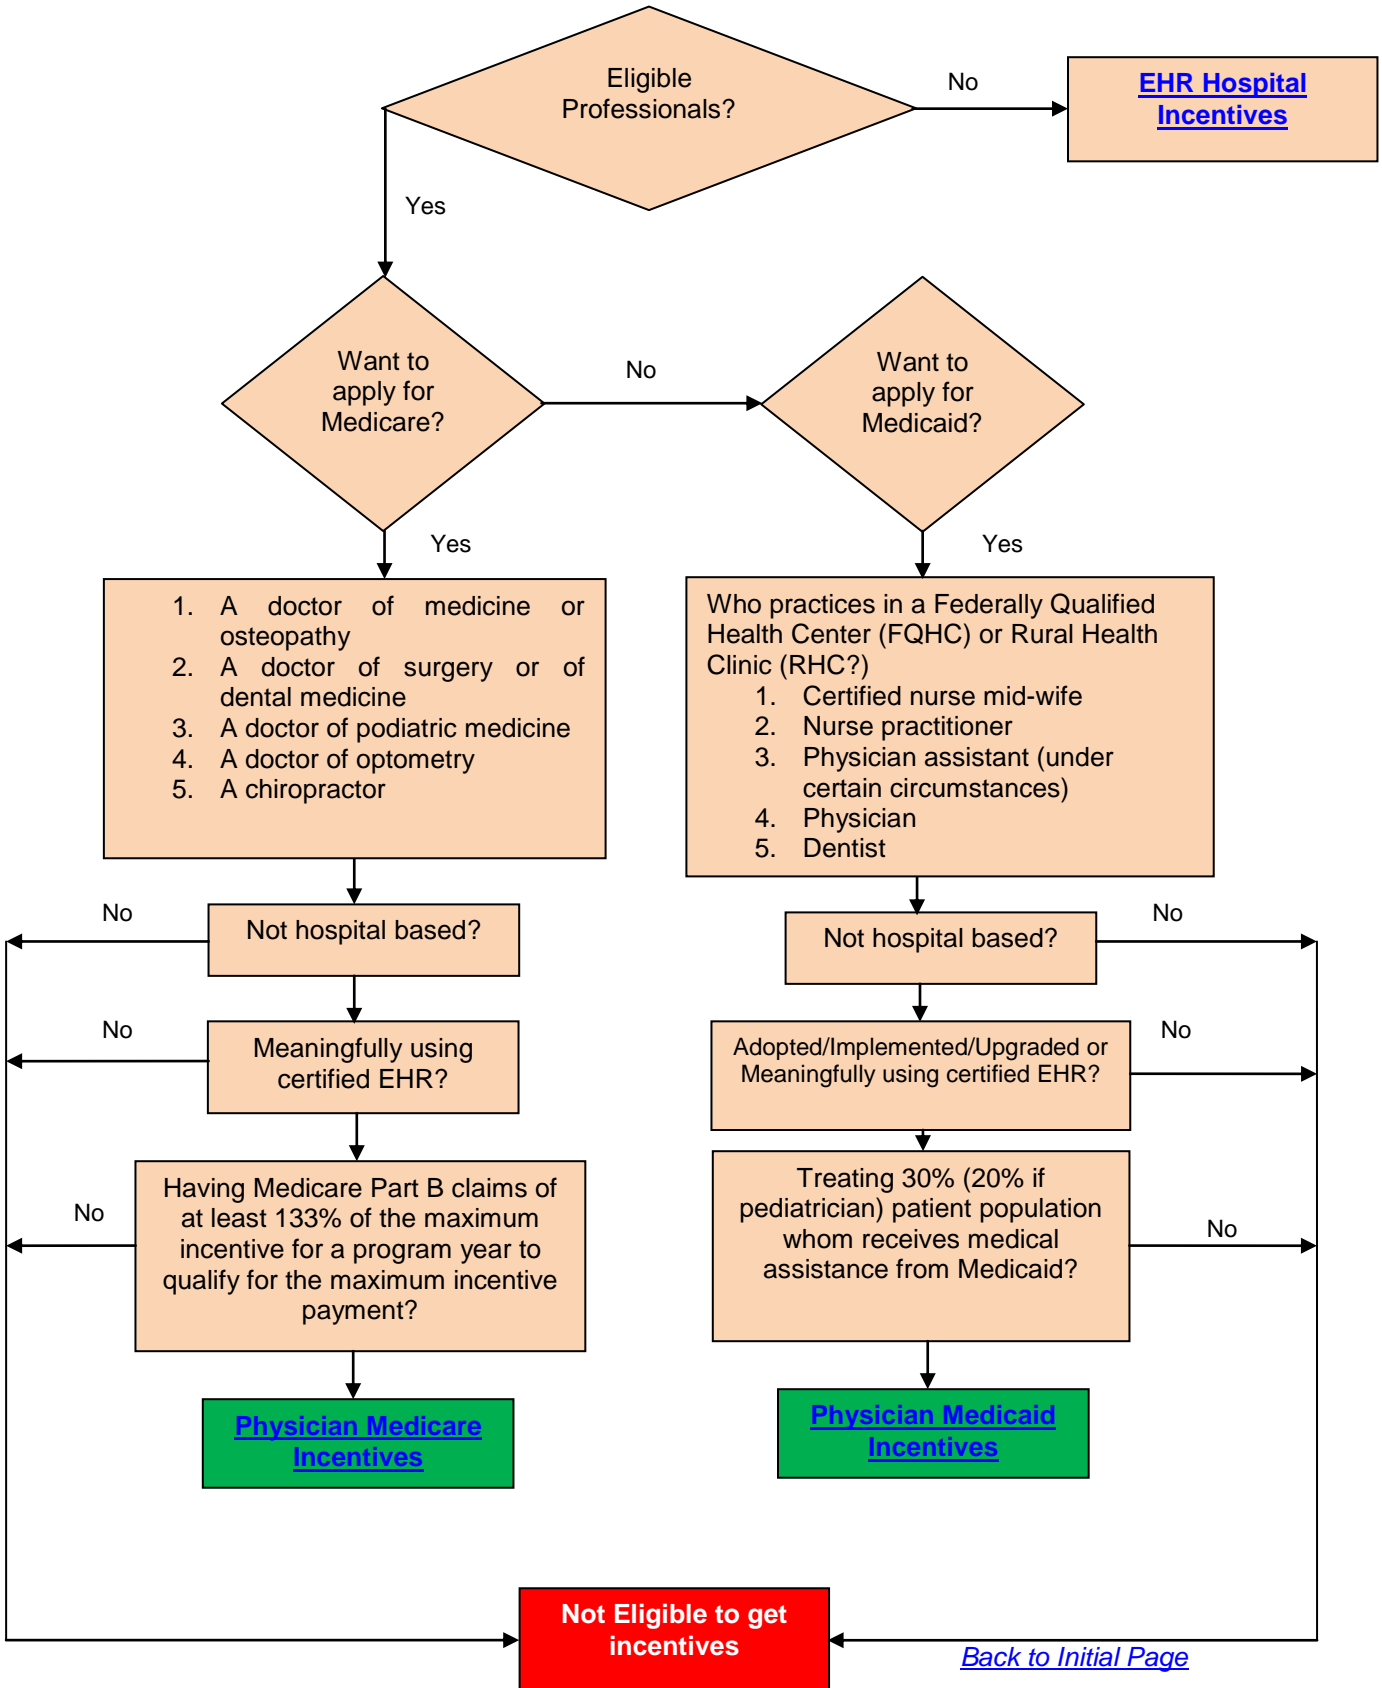 Eligible
Professionals?
No
EHR Hospital
Incentives
Yes
Want to
apply for
Medicare?
No
Want to
apply for
Medicaid?
Yes
Yes
1. A doctor of medicine or
osteopathy
2. A doctor of surgery or of
dental medicine
3. A doctor of podiatric medicine
4. A doctor of optometry
5. A chiropractor
Who practices in a Federally Qualified
Health Center (FQHC) or Rural Health
Clinic (RHC?)
1. Certified nurse mid-wife
2. Nurse practitioner
3. Physician assistant (under
certain circumstances)
4. Physician
5. Dentist
No
Not hospital based?
Not hospital based?
No
No
Meaningfully using
certified EHR?
Adopted/Implemented/Upgraded or
Meaningfully using certified EHR?
No
No
Having Medicare Part B claims of
at least 133% of the maximum
incentive for a program year to
qualify for the maximum incentive
payment?
Treating 30% (20% if
pediatrician) patient population
whom receives medical
assistance from Medicaid?
No
Physician Medicare
Incentives
Physician Medicaid
Incentives
Not Eligible to get
incentives
Back to Initial Page